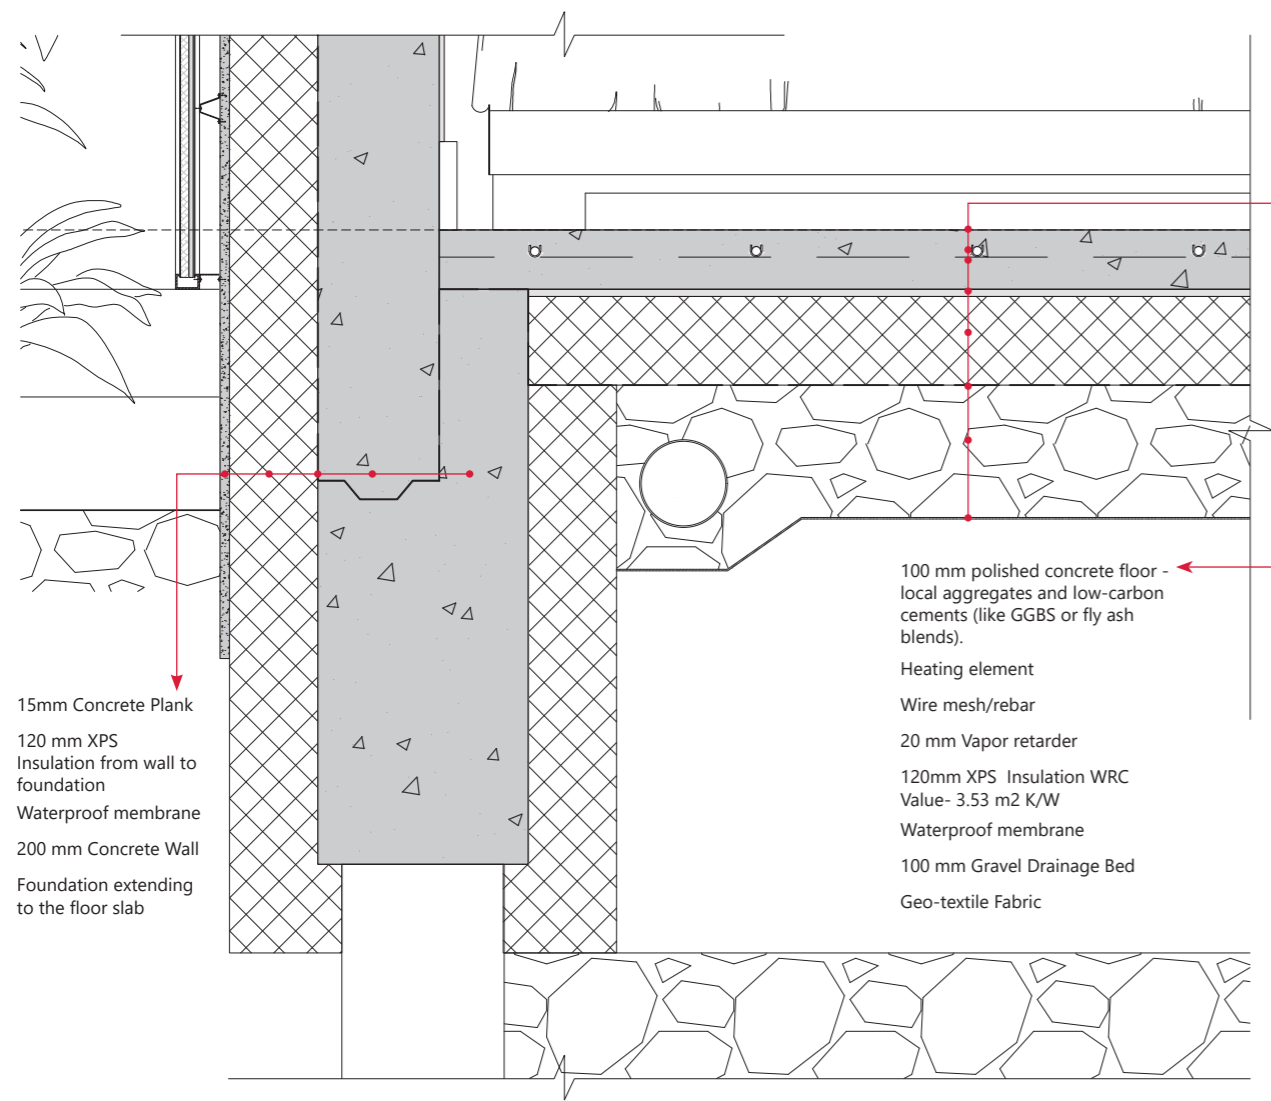 15mm Concrete Plank
120 mm XPS
Insulation from wall to
foundation
Waterproof membrane
200 mm Concrete Wall
Foundation extending
to the floor slab
100 mm polished concrete floor -
local aggregates and low-carbon
cements (like GGBS or fly ash
blends).
Heating element
Wire mesh/rebar
20 mm Vapor retarder
120mm XPS  Insulation WRC
Value- 3.53 m2 K/W
Waterproof membrane
100 mm Gravel Drainage Bed
Geo-textile Fabric